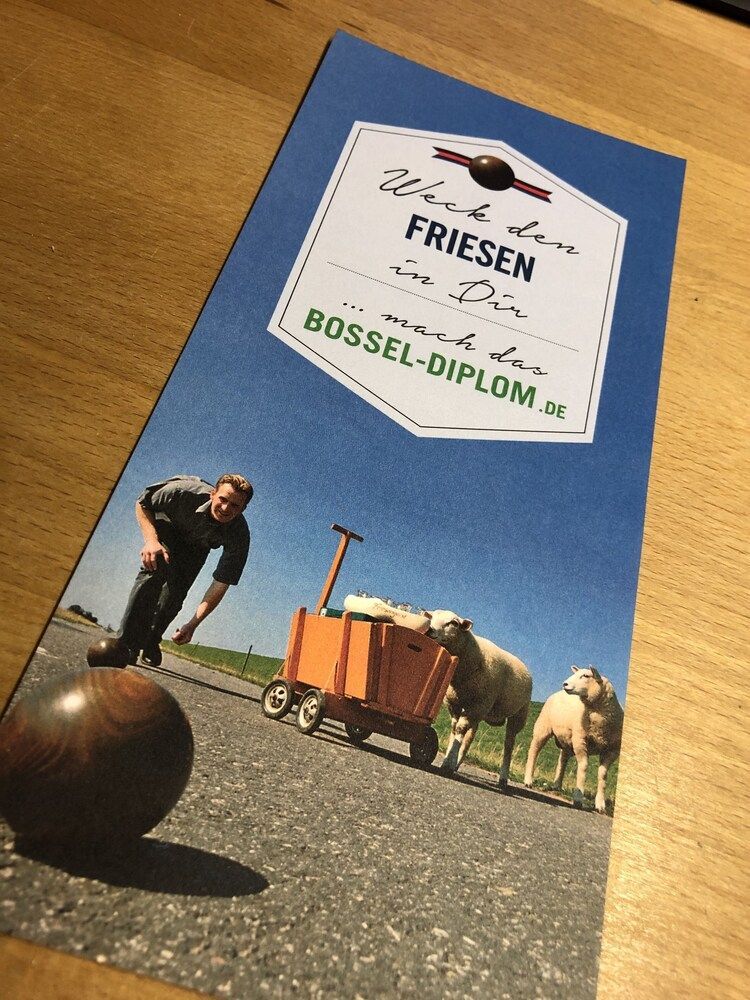 Weck den
FRIESEN
in Dir
... mach das
BOSSEL-DIPLOM.DE